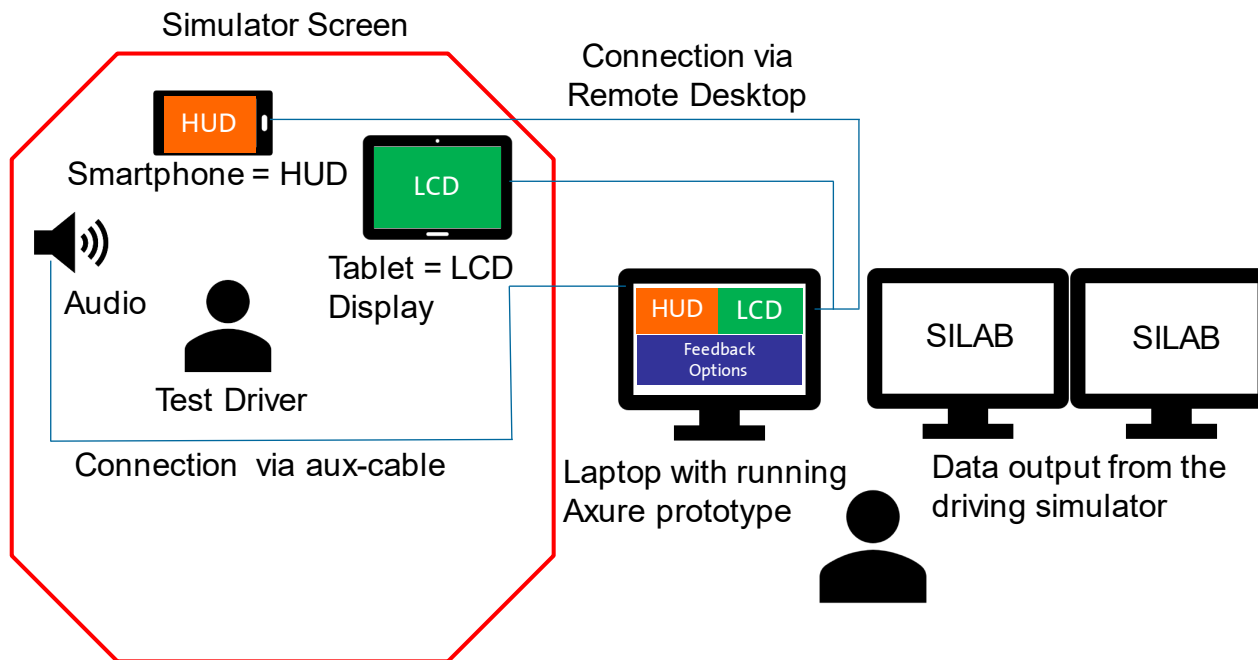 Simulator Screen
Connection via
Remote Desktop
HUD
Smartphone = HUD
LCD
Tablet = LCD
Display
Audio
Test Driver
Connection via aux-cable
HUD
LCD
Feedback
Options
Laptop with running
Axure prototype
SILAB
SILAB
Data output from the
driving simulator